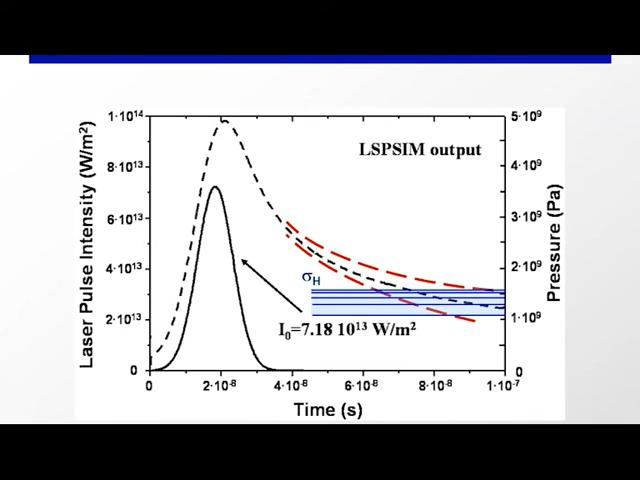 LSPSIM output
Laser Pulse Intensity (W/m²)
1·10¹⁴
8·10¹³
6·10¹³
4·10¹³
2·10¹³
0
5·10⁹
4·10⁹
3·10⁹
2·10⁹
1·10⁹
0
Pressure (Pa)
σH
I₀=7.18 10¹³ W/m²
0 2·10⁻⁸ 4·10⁻⁸ 6·10⁻⁸ 8·10⁻⁸ 1·10⁻⁷
Time (s)